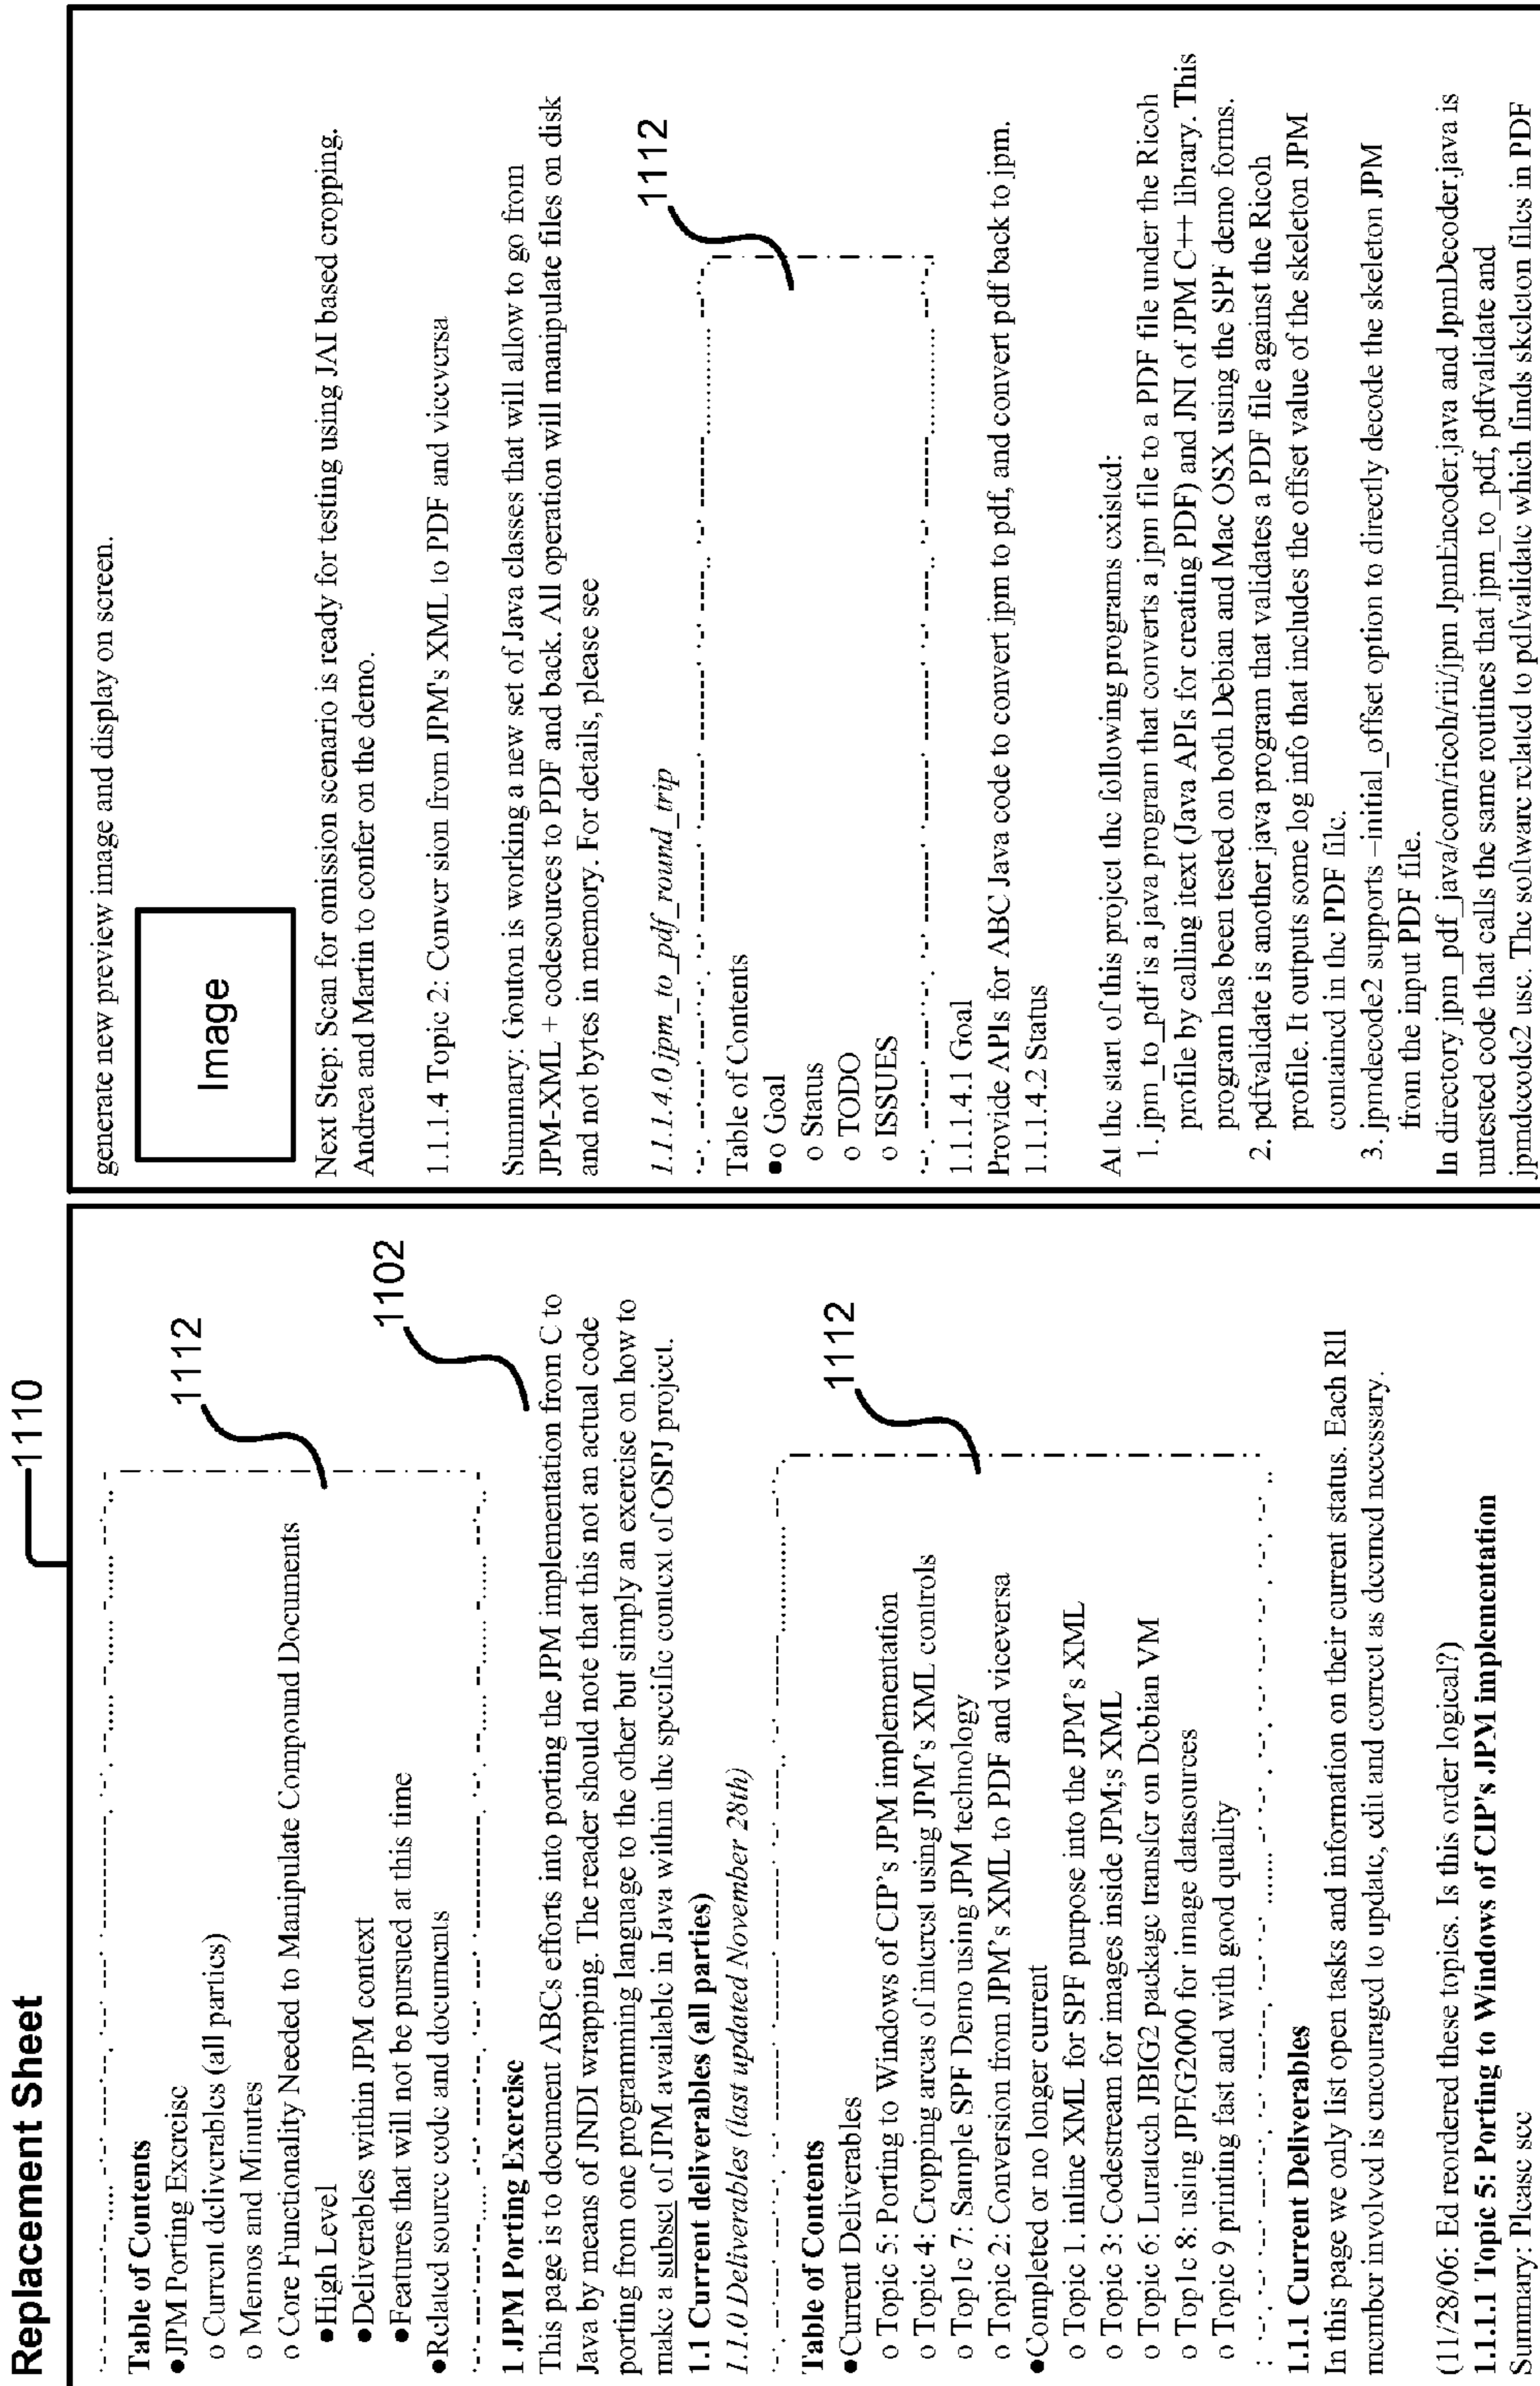 Replacement Sheet
1110
Table of Contents
●JPM Porting Exercise
o Current deliverables (all parties)
o Memos and Minutes
o Core Functionality Needed to Manipulate Compound Documents
●High Level
●Deliverables within JPM context
●Features that will not be pursued at this time
●Related source code and documents
1112
1102
1 JPM Porting Exercise
This page is to document ABCs efforts into porting the JPM implementation from C to
Java by means of JNDI wrapping. The reader should note that this not an actual code
porting from one programming language to the other but simply an exercise on how to
make a subset of JPM available in Java within the specific context of OSPJ project.
1.1 Current deliverables (all parties)
1.1.0 Deliverables (last updated November 28th)
1112
Table of Contents
●Current Deliverables
o Topic 5: Porting to Windows of CIP's JPM implementation
o Topic 4: Cropping areas of interest using JPM's XML controls
o Top1c 7: Sample SPF Demo using JPM technology
o Topic 2: Conversion from JPM's XML to PDF and viceversa
●Completed or no longer current
o Topic 1. inline XML for SPF purpose into the JPM's XML
o Topic 3: Codestream for images inside JPM;s XML
o Topic 6: Luratech JBIG2 package transfer on Debian VM
o Top1c 8: using JPEG2000 for image datasources
o Topic 9 printing fast and with good quality
1.1.1 Current Deliverables
In this page we only list open tasks and information on their current status. Each RII
member involved is encouraged to update, edit and correct as deemed necessary.
(11/28/06: Ed reordered these topics. Is this order logical?)
1.1.1.1 Topic 5: Porting to Windows of CIP's JPM implementation
Summary: Please see
generate new preview image and display on screen.
Image
Next Step: Scan for omission scenario is ready for testing using JAI based cropping.
Andrea and Martin to confer on the demo.
1.1.1.4 Topic 2: Conver sion from JPM's XML to PDF and viceversa
Summary: Gouton is working a new set of Java classes that will allow to go from
JPM-XML + codesources to PDF and back. All operation will manipulate files on disk
and not bytes in memory. For details, please see
1.1.1.4.0 jpm_to_pdf_round_trip
1112
Table of Contents
●o Goal
o Status
o TODO
o ISSUES
1.1.1.4.1 Goal
Provide APIs for ABC Java code to convert jpm to pdf, and convert pdf back to jpm.
1.1.1.4.2 Status
At the start of this project the following programs existed:
1. jpm_to_pdf is a java program that converts a jpm file to a PDF file under the Ricoh
profile by calling itext (Java APIs for creating PDF) and JNI of JPM C++ library. This
program has been tested on both Debian and Mac OSX using the SPF demo forms.
2. pdfvalidate is another java program that validates a PDF file against the Ricoh
profile. It outputs some log info that includes the offset value of the skeleton JPM
contained in the PDF file.
3. jpmdecode2 supports –initial_offset option to directly decode the skeleton JPM
from the input PDF file.
In directory jpm_pdf_java/com/ricoh/rii/jpm JpmEncoder.java and JpmDecoder.java is
untested code that calls the same routines that jpm_to_pdf, pdfvalidate and
jpmdecodc2 use. The software related to pdfvalidate which finds skeleton files in PDF